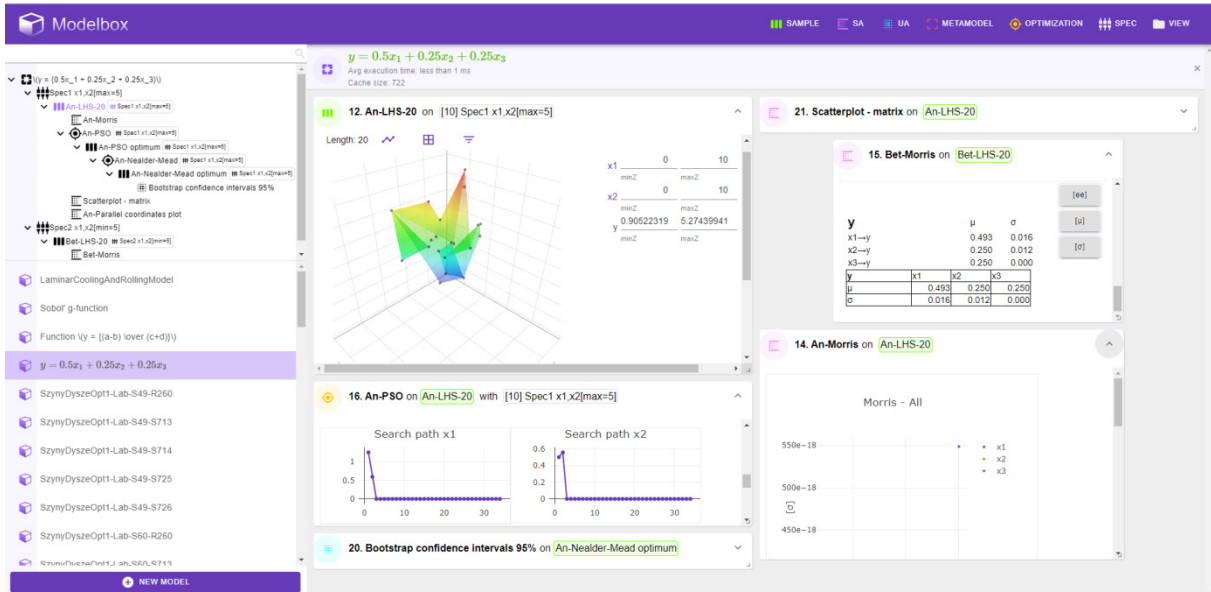 Modelbox
SAMPLE SA UA METAMODEL OPTIMIZATION SPEC VIEW
\(y = {0.5x_1 + 0.25x_2 + 0.25x_3}\)
Spec1 x1,x2[max=5]
An-LHS-20 Spec1 x1,x2[max=5]
An-Morris
An-PSO Spec1 x1,x2[max=5]
An-PSO optimum Spec1 x1,x2[max=5]
An-Nealder-Mead Spec1 x1,x2[max=5]
An-Nealder-Mead optimum Spec1 x1,x2[max=5]
Bootstrap confidence intervals 95%
Scatterplot - matrix
An-Parallel coordinates plot
Spec2 x1,x2[min=5]
Bet-LHS-20 Spec2 x1,x2[min=5]
Bet-Morris
LaminarCoolingAndRollingModel
Sobol' g-function
Function \(y = {(a-b) \over (c+d)}\)
y = 0.5x₁ + 0.25x₂ + 0.25x₃
SzynyDyszeOpt1-Lab-S49-R260
SzynyDyszeOpt1-Lab-S49-S713
SzynyDyszeOpt1-Lab-S49-S714
SzynyDyszeOpt1-Lab-S49-S725
SzynyDyszeOpt1-Lab-S49-S726
SzynyDyszeOpt1-Lab-S60-R260
SzynyDyszeOpt1-Lab-S60-S713
NEW MODEL
y = 0.5x₁ + 0.25x₂ + 0.25x₃
Avg execution time: less than 1 ms
Cache size: 722
12. An-LHS-20 on [10] Spec1 x1,x2[max=5]
Length: 20
x1 0 10
minZ maxZ
x2 0 10
minZ maxZ
y 0.90522319 5.27439941
minZ maxZ
16. An-PSO on An-LHS-20 with [10] Spec1 x1,x2[max=5]
Search path x1
1
0.5
0
0 10 20 30
Search path x2
0.6
0.4
0.2
0
0 10 20 30
20. Bootstrap confidence intervals 95% on An-Nealder-Mead optimum
21. Scatterplot - matrix on An-LHS-20
15. Bet-Morris on Bet-LHS-20
[ee]
[μ]
[σ]
y μ σ
x1→y 0.493 0.016
x2→y 0.250 0.012
x3→y 0.250 0.000
y x1 x2 x3
μ 0.493 0.250 0.250
σ 0.016 0.012 0.000
14. An-Morris on An-LHS-20
Morris - All
550e−18
500e−18
450e−18
[σ]
x1
x2
x3